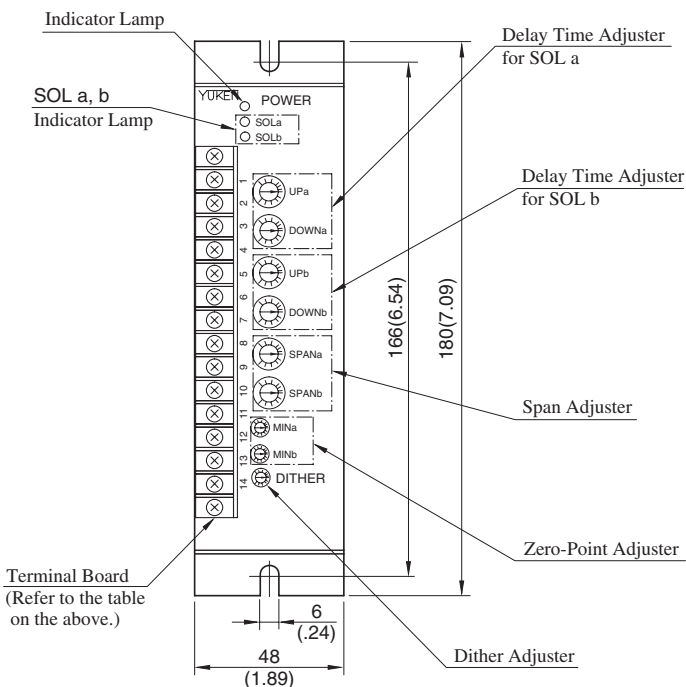 Indicator Lamp
Delay Time Adjuster
for SOL a
SOL a, b
Indicator Lamp
YUKEN
POWER
SOLa
SOLb
Delay Time Adjuster
for SOL b
1
2
3
4
5
6
7
8
9
10
11
12
13
14
UPa
DOWNa
UPb
DOWNb
SPANa
SPANb
MINa
MINb
DITHER
166(6.54)
180(7.09)
Span Adjuster
Zero-Point Adjuster
Terminal Board
(Refer to the table
on the above.)
6
(.24)
48
(1.89)
Dither Adjuster